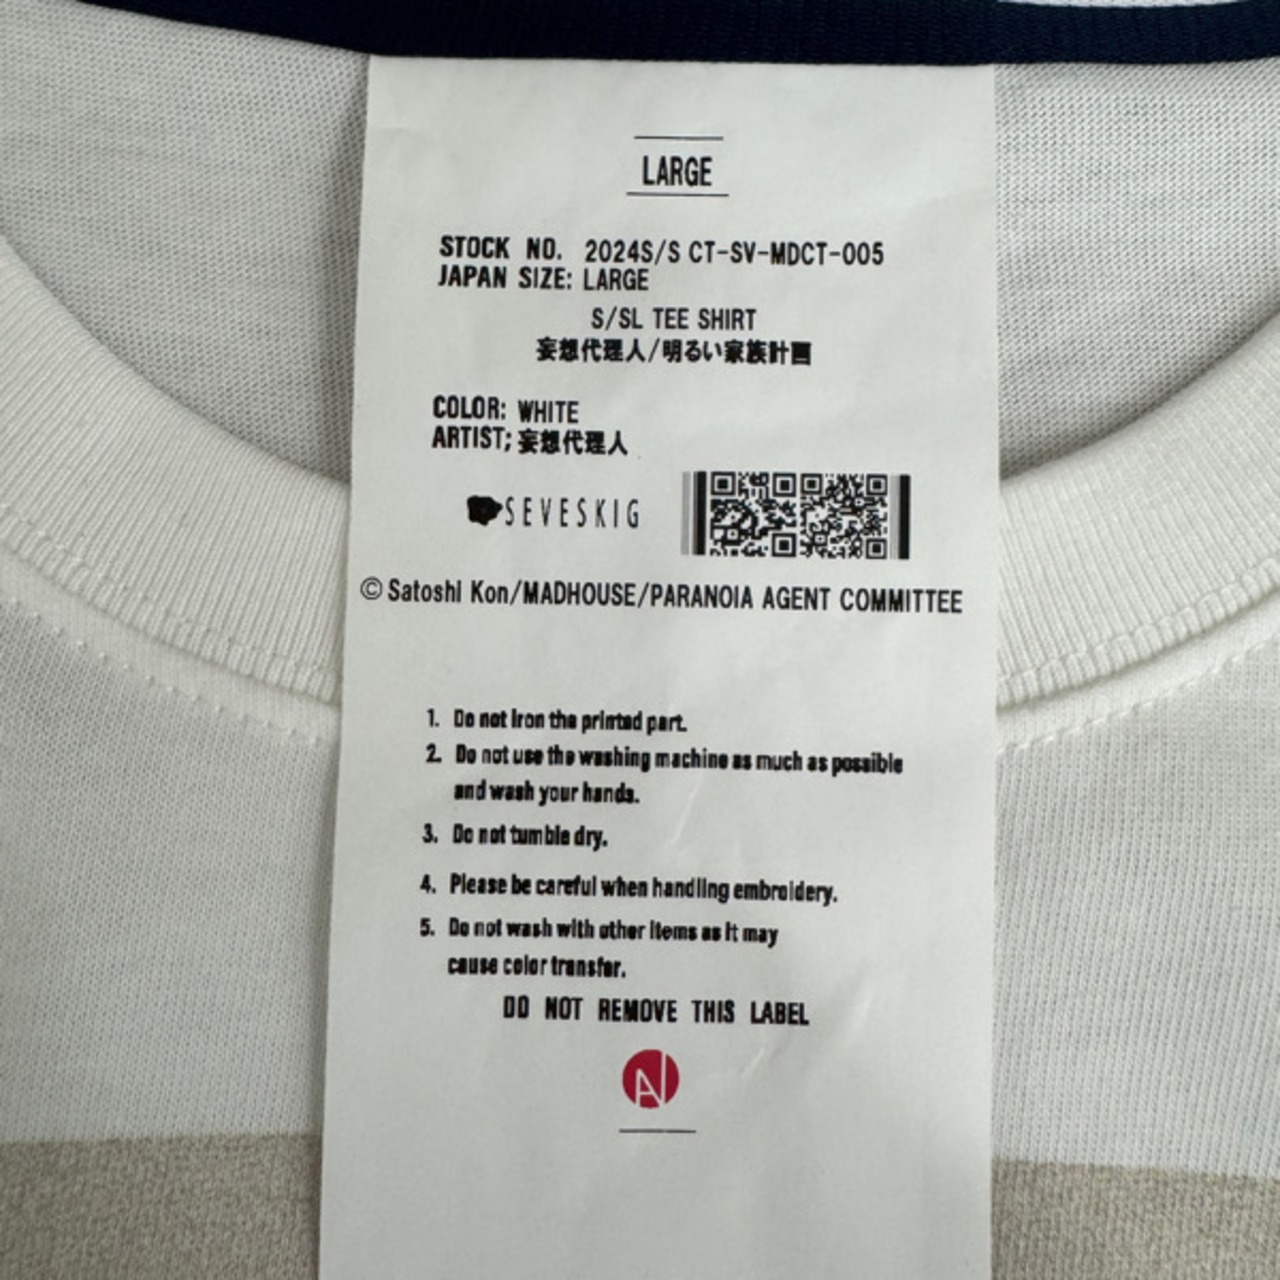 LARGE
STOCK NO. 2024S/S CT-SV-MDCT-005
JAPAN SIZE: LARGE
S/SL TEE SHIRT
妄想代理人/明るい家族計画
COLOR: WHITE
ARTIST; 妄想代理人
SEVESKIG
© Satoshi Kon/MADHOUSE/PARANOIA AGENT COMMITTEE
1. Do not iron the printed part.
2. Do not use the washing machine as much as possible
and wash your hands.
3. Do not tumble dry.
4. Please be careful when handling embroidery.
5. Do not wash with other items as it may
cause color transfer.
DO NOT REMOVE THIS LABEL